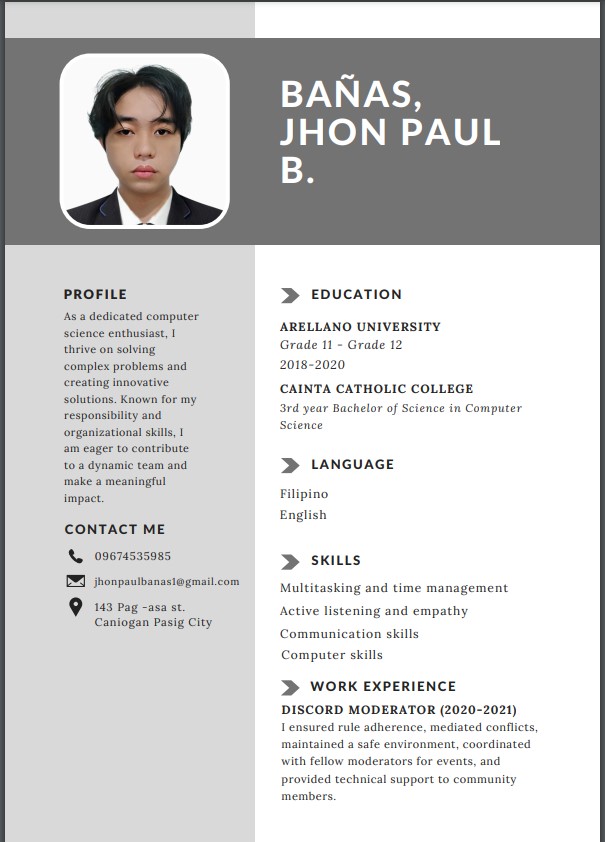 BAÑAS,
JHON PAUL
B.
PROFILE
As a dedicated computer
science enthusiast, I
thrive on solving
complex problems and
creating innovative
solutions. Known for my
responsibility and
organizational skills, I
am eager to contribute
to a dynamic team and
make a meaningful
impact.
CONTACT ME
09674535985
jhonpaulbanas1@gmail.com
143 Pag -asa st.
Caniogan Pasig City
EDUCATION
ARELLANO UNIVERSITY
Grade 11 - Grade 12
2018-2020
CAINTA CATHOLIC COLLEGE
3rd year Bachelor of Science in Computer
Science
LANGUAGE
Filipino
English
SKILLS
Multitasking and time management
Active listening and empathy
Communication skills
Computer skills
WORK EXPERIENCE
DISCORD MODERATOR (2020-2021)
I ensured rule adherence, mediated conflicts,
maintained a safe environment, coordinated
with fellow moderators for events, and
provided technical support to community
members.